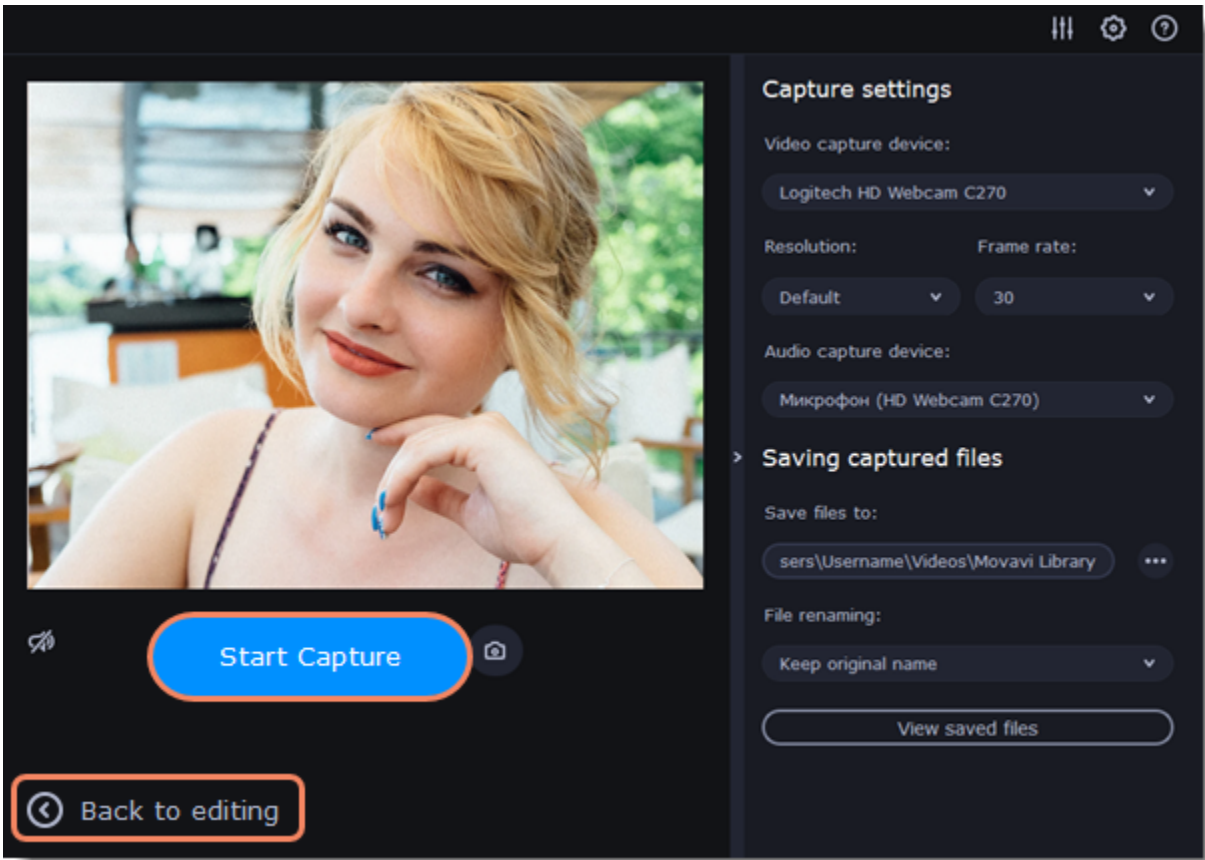 Capture settings
Video capture device:
Logitech HD Webcam C270
Resolution: Frame rate:
Default 30
Audio capture device:
Микрофон (HD Webcam C270)
Saving captured files
Save files to:
sers\Username\Videos\Movavi Library
File renaming:
Keep original name
View saved files
Start Capture
Back to editing